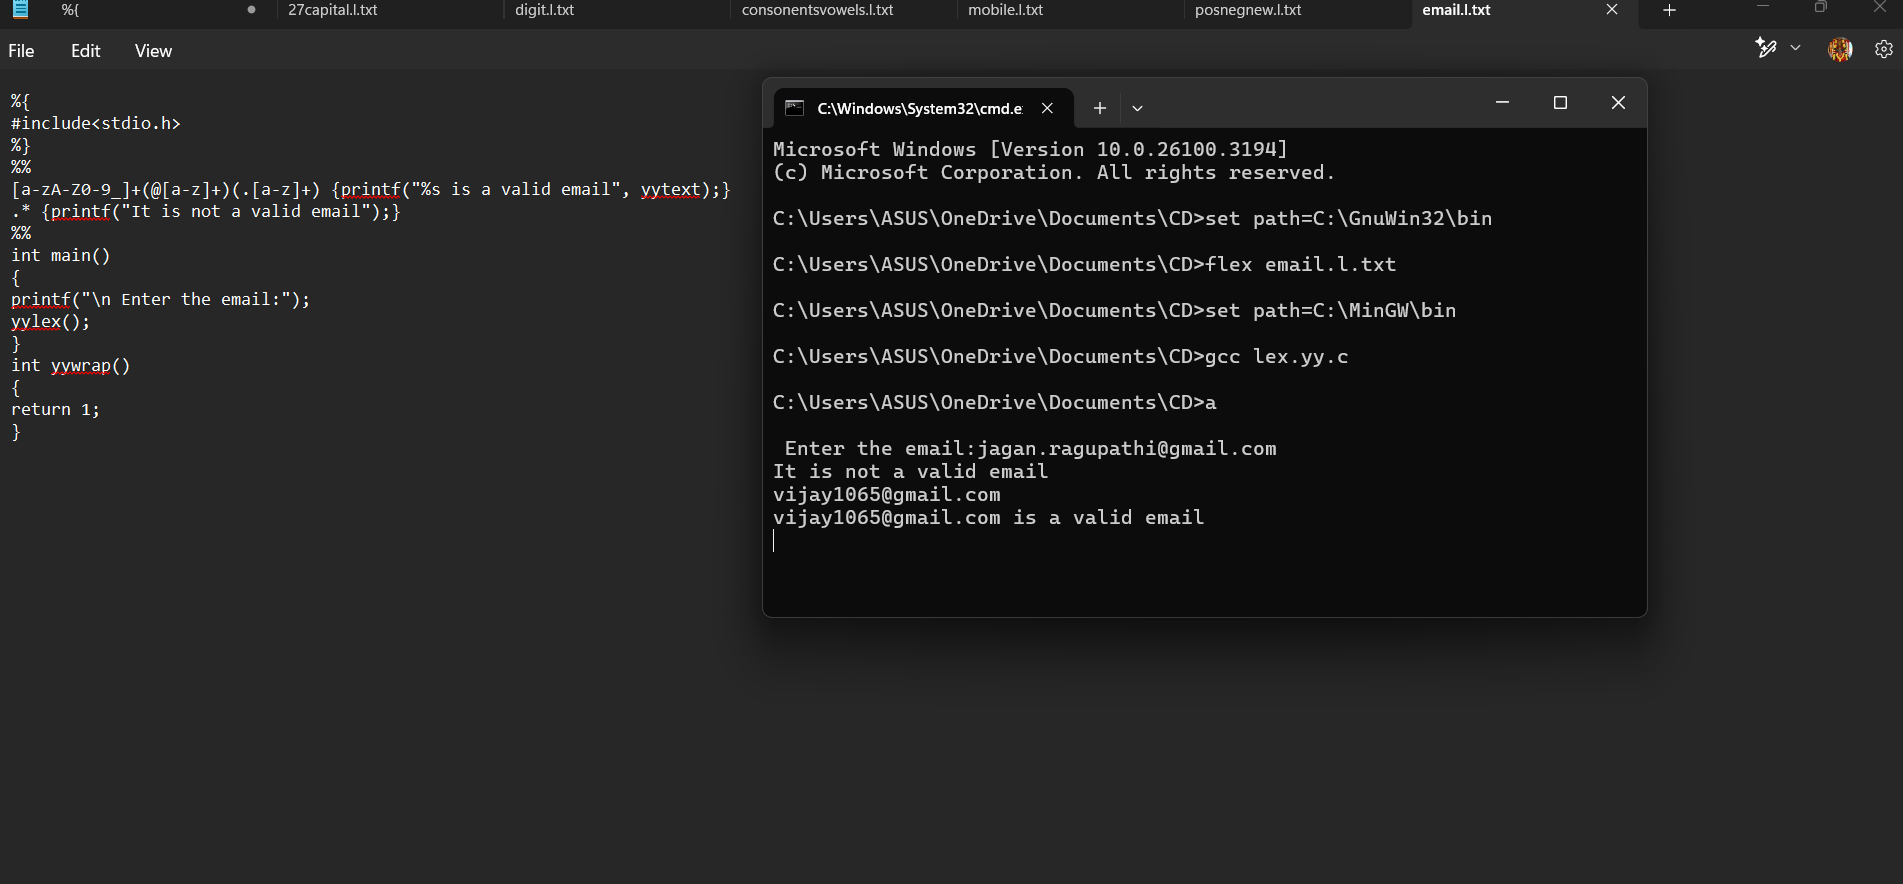 %{
27capital.l.txt
digit.l.txt
consonentsvowels.l.txt
mobile.l.txt
posnegnew.l.txt
email.l.txt
File
Edit
View
%{
#include<stdio.h>
%}
%%
[a-zA-Z0-9_]+(@[a-z]+)(.[a-z]+) {printf("%s is a valid email", yytext);}
.* {printf("It is not a valid email");}
%%
int main()
{
printf("\n Enter the email:");
yylex();
}
int yywrap()
{
return 1;
}
C:\Windows\System32\cmd.e
Microsoft Windows [Version 10.0.26100.3194]
(c) Microsoft Corporation. All rights reserved.
C:\Users\ASUS\OneDrive\Documents\CD>set path=C:\GnuWin32\bin
C:\Users\ASUS\OneDrive\Documents\CD>flex email.l.txt
C:\Users\ASUS\OneDrive\Documents\CD>set path=C:\MinGW\bin
C:\Users\ASUS\OneDrive\Documents\CD>gcc lex.yy.c
C:\Users\ASUS\OneDrive\Documents\CD>a
Enter the email:jagan.ragupathi@gmail.com
It is not a valid email
vijay1065@gmail.com
vijay1065@gmail.com is a valid email